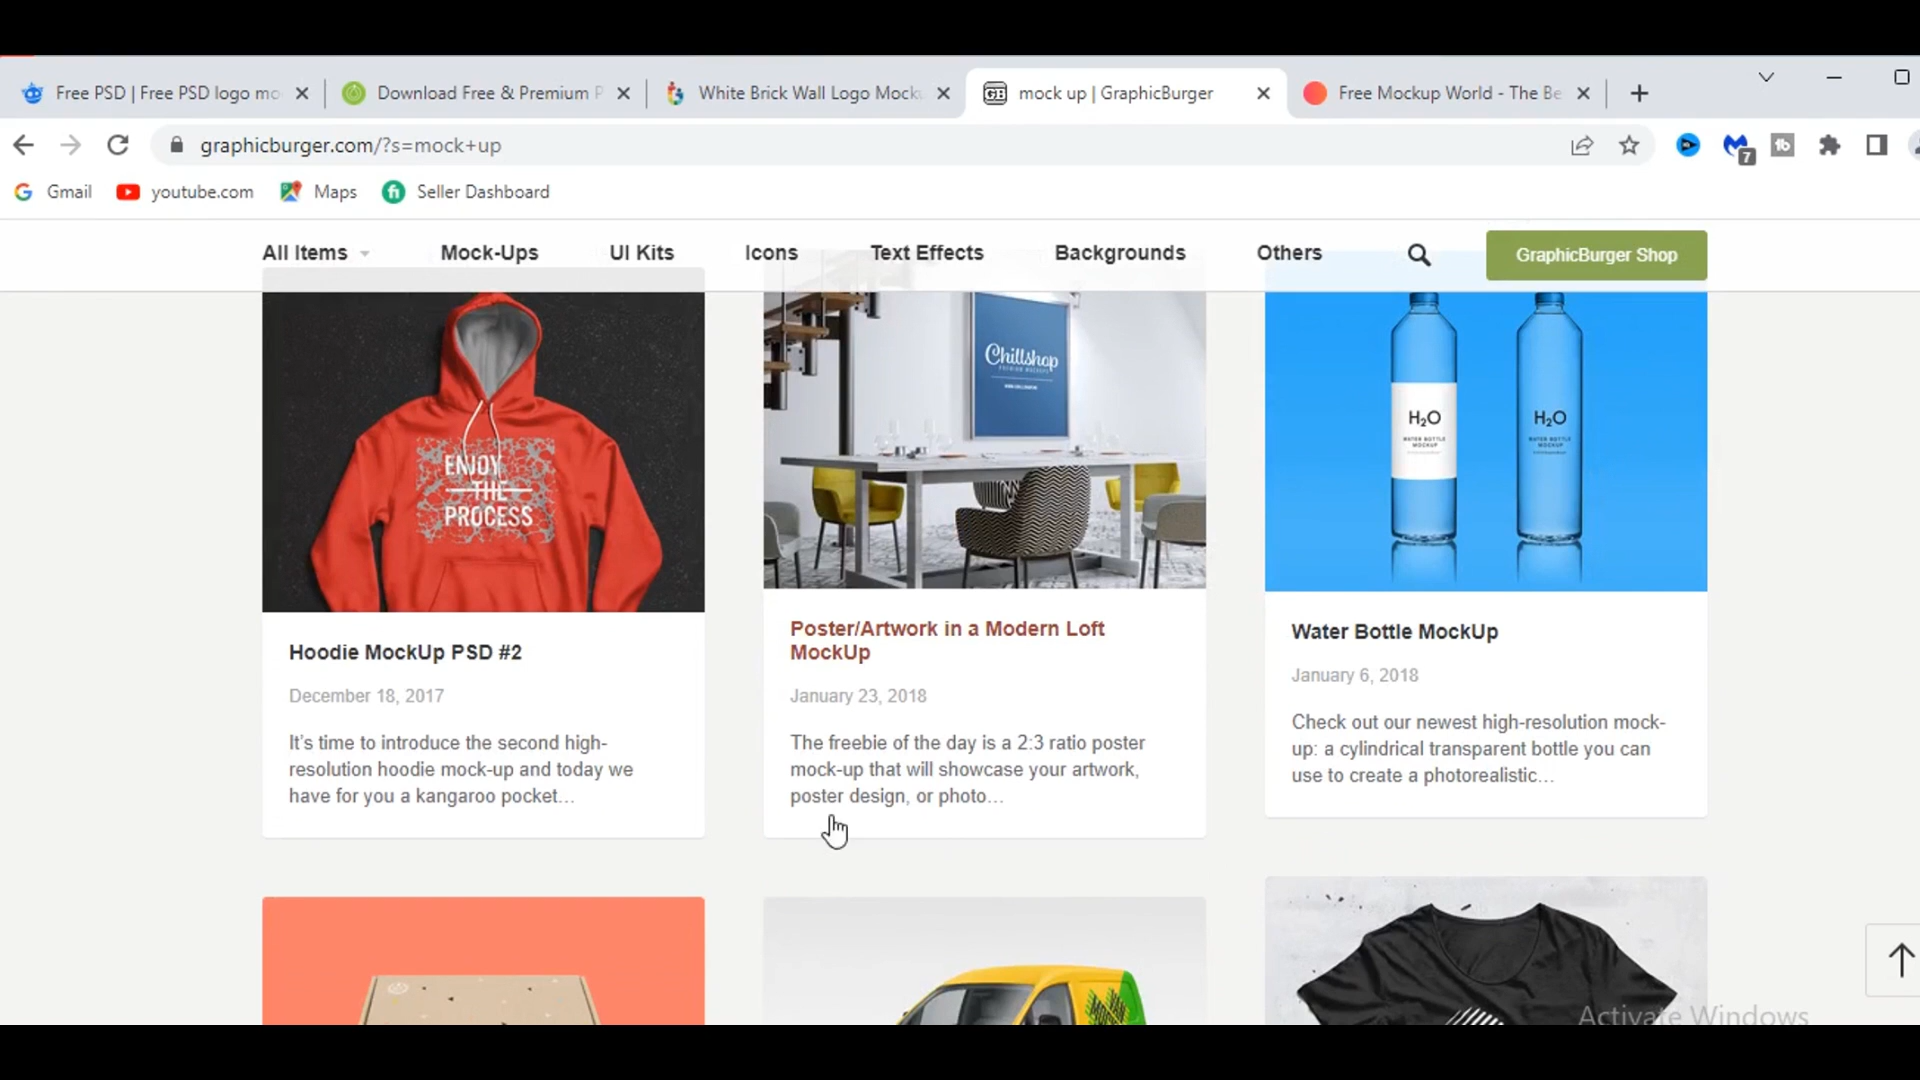 Free PSD | Free PSD logo mo
Download Free & Premium P
White Brick Wall Logo Mocku
mock up | GraphicBurger
Free Mockup World - The Be
graphicburger.com/?s=mock+up
7
Gmail
youtube.com
Maps
Seller Dashboard
All Items
Mock-Ups
UI Kits
Icons
Text Effects
Backgrounds
Others
GraphicBurger Shop
ENJOY
THE
PROCESS
Chillshop
PREMIUM MOCKUPS
H₂O
WATER BOTTLE
MOCKUP
H₂O
WATER BOTTLE
MOCKUP
Hoodie MockUp PSD #2
December 18, 2017
It's time to introduce the second high-
resolution hoodie mock-up and today we
have for you a kangaroo pocket…
Poster/Artwork in a Modern Loft
MockUp
January 23, 2018
The freebie of the day is a 2:3 ratio poster
mock-up that will showcase your artwork,
poster design, or photo…
Water Bottle MockUp
January 6, 2018
Check out our newest high-resolution mock-
up: a cylindrical transparent bottle you can
use to create a photorealistic…
Activate Windows